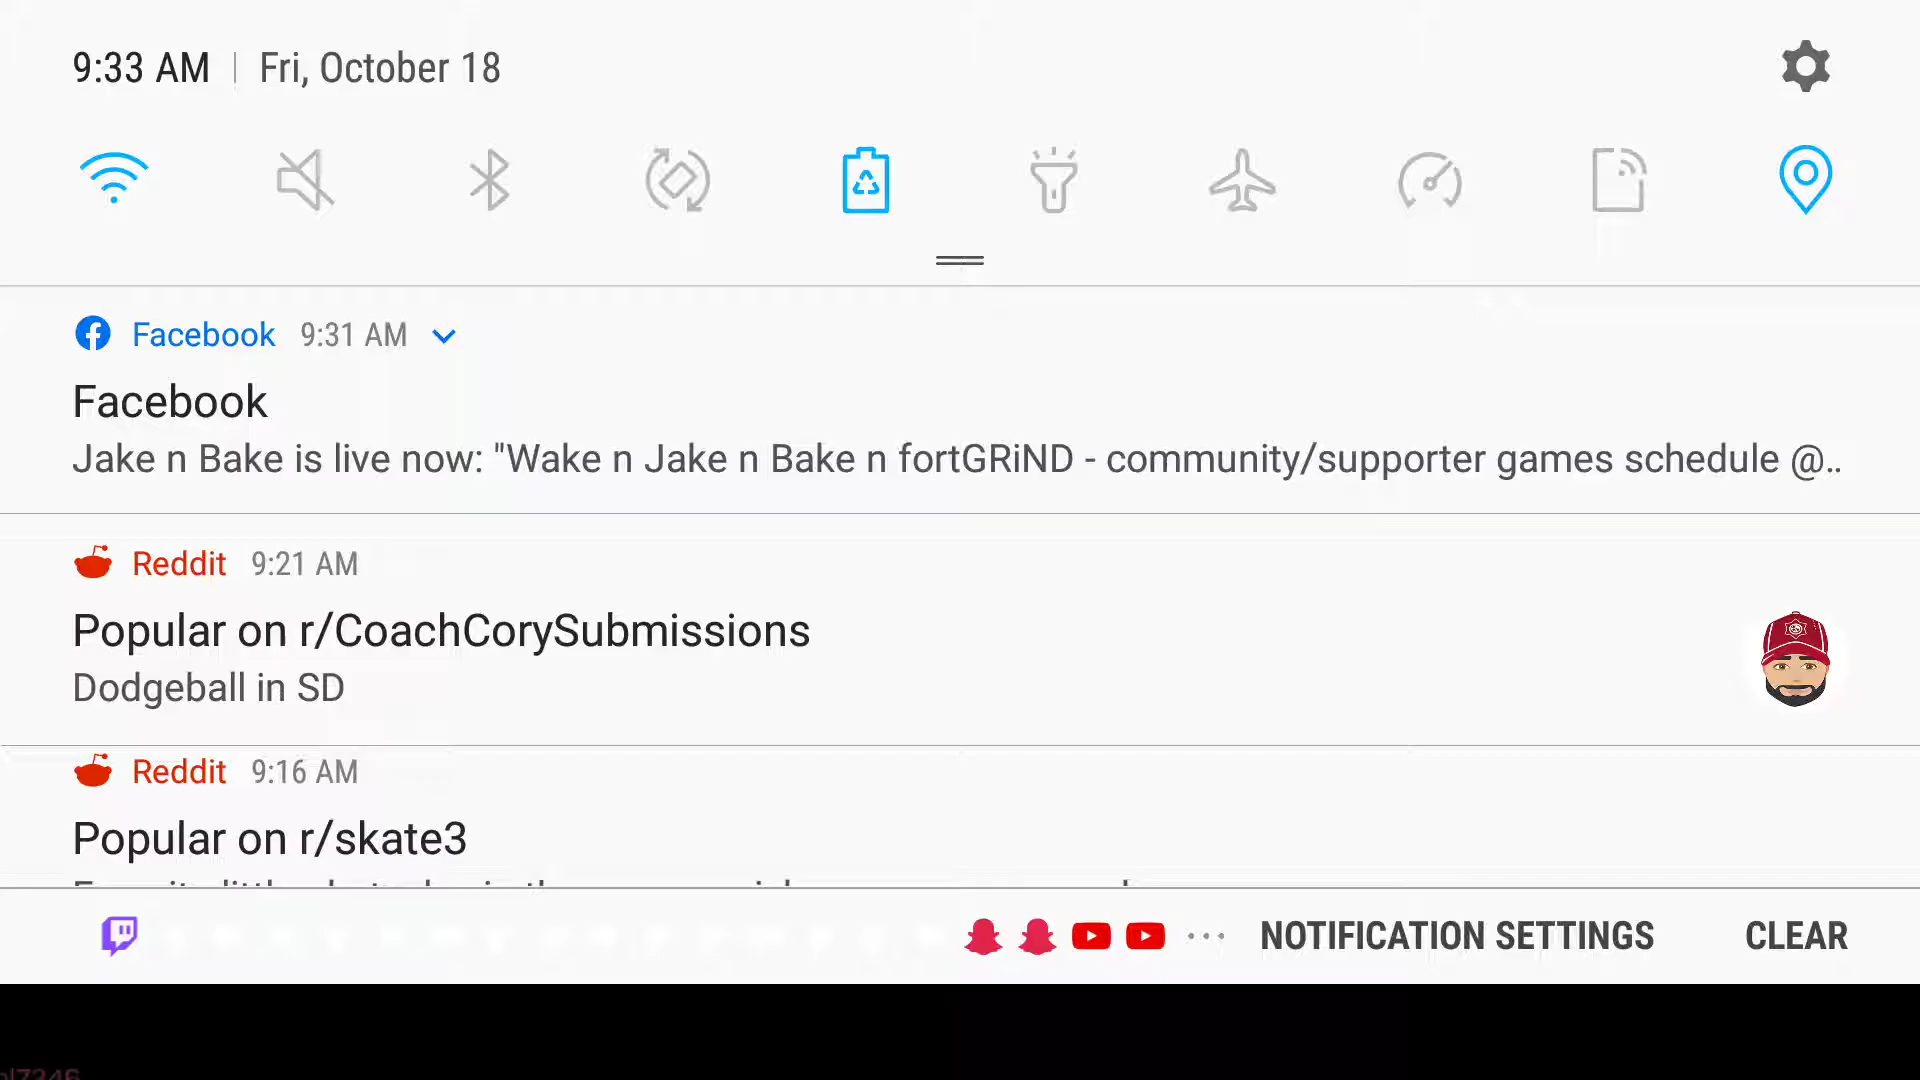 9:33 AM | Fri, October 18
Facebook 9:31 AM
Facebook
Jake n Bake is live now: "Wake n Jake n Bake n fortGRiND - community/supporter games schedule @..
Reddit 9:21 AM
Popular on r/CoachCorySubmissions
Dodgeball in SD
Reddit 9:16 AM
Popular on r/skate3
NOTIFICATION SETTINGS CLEAR